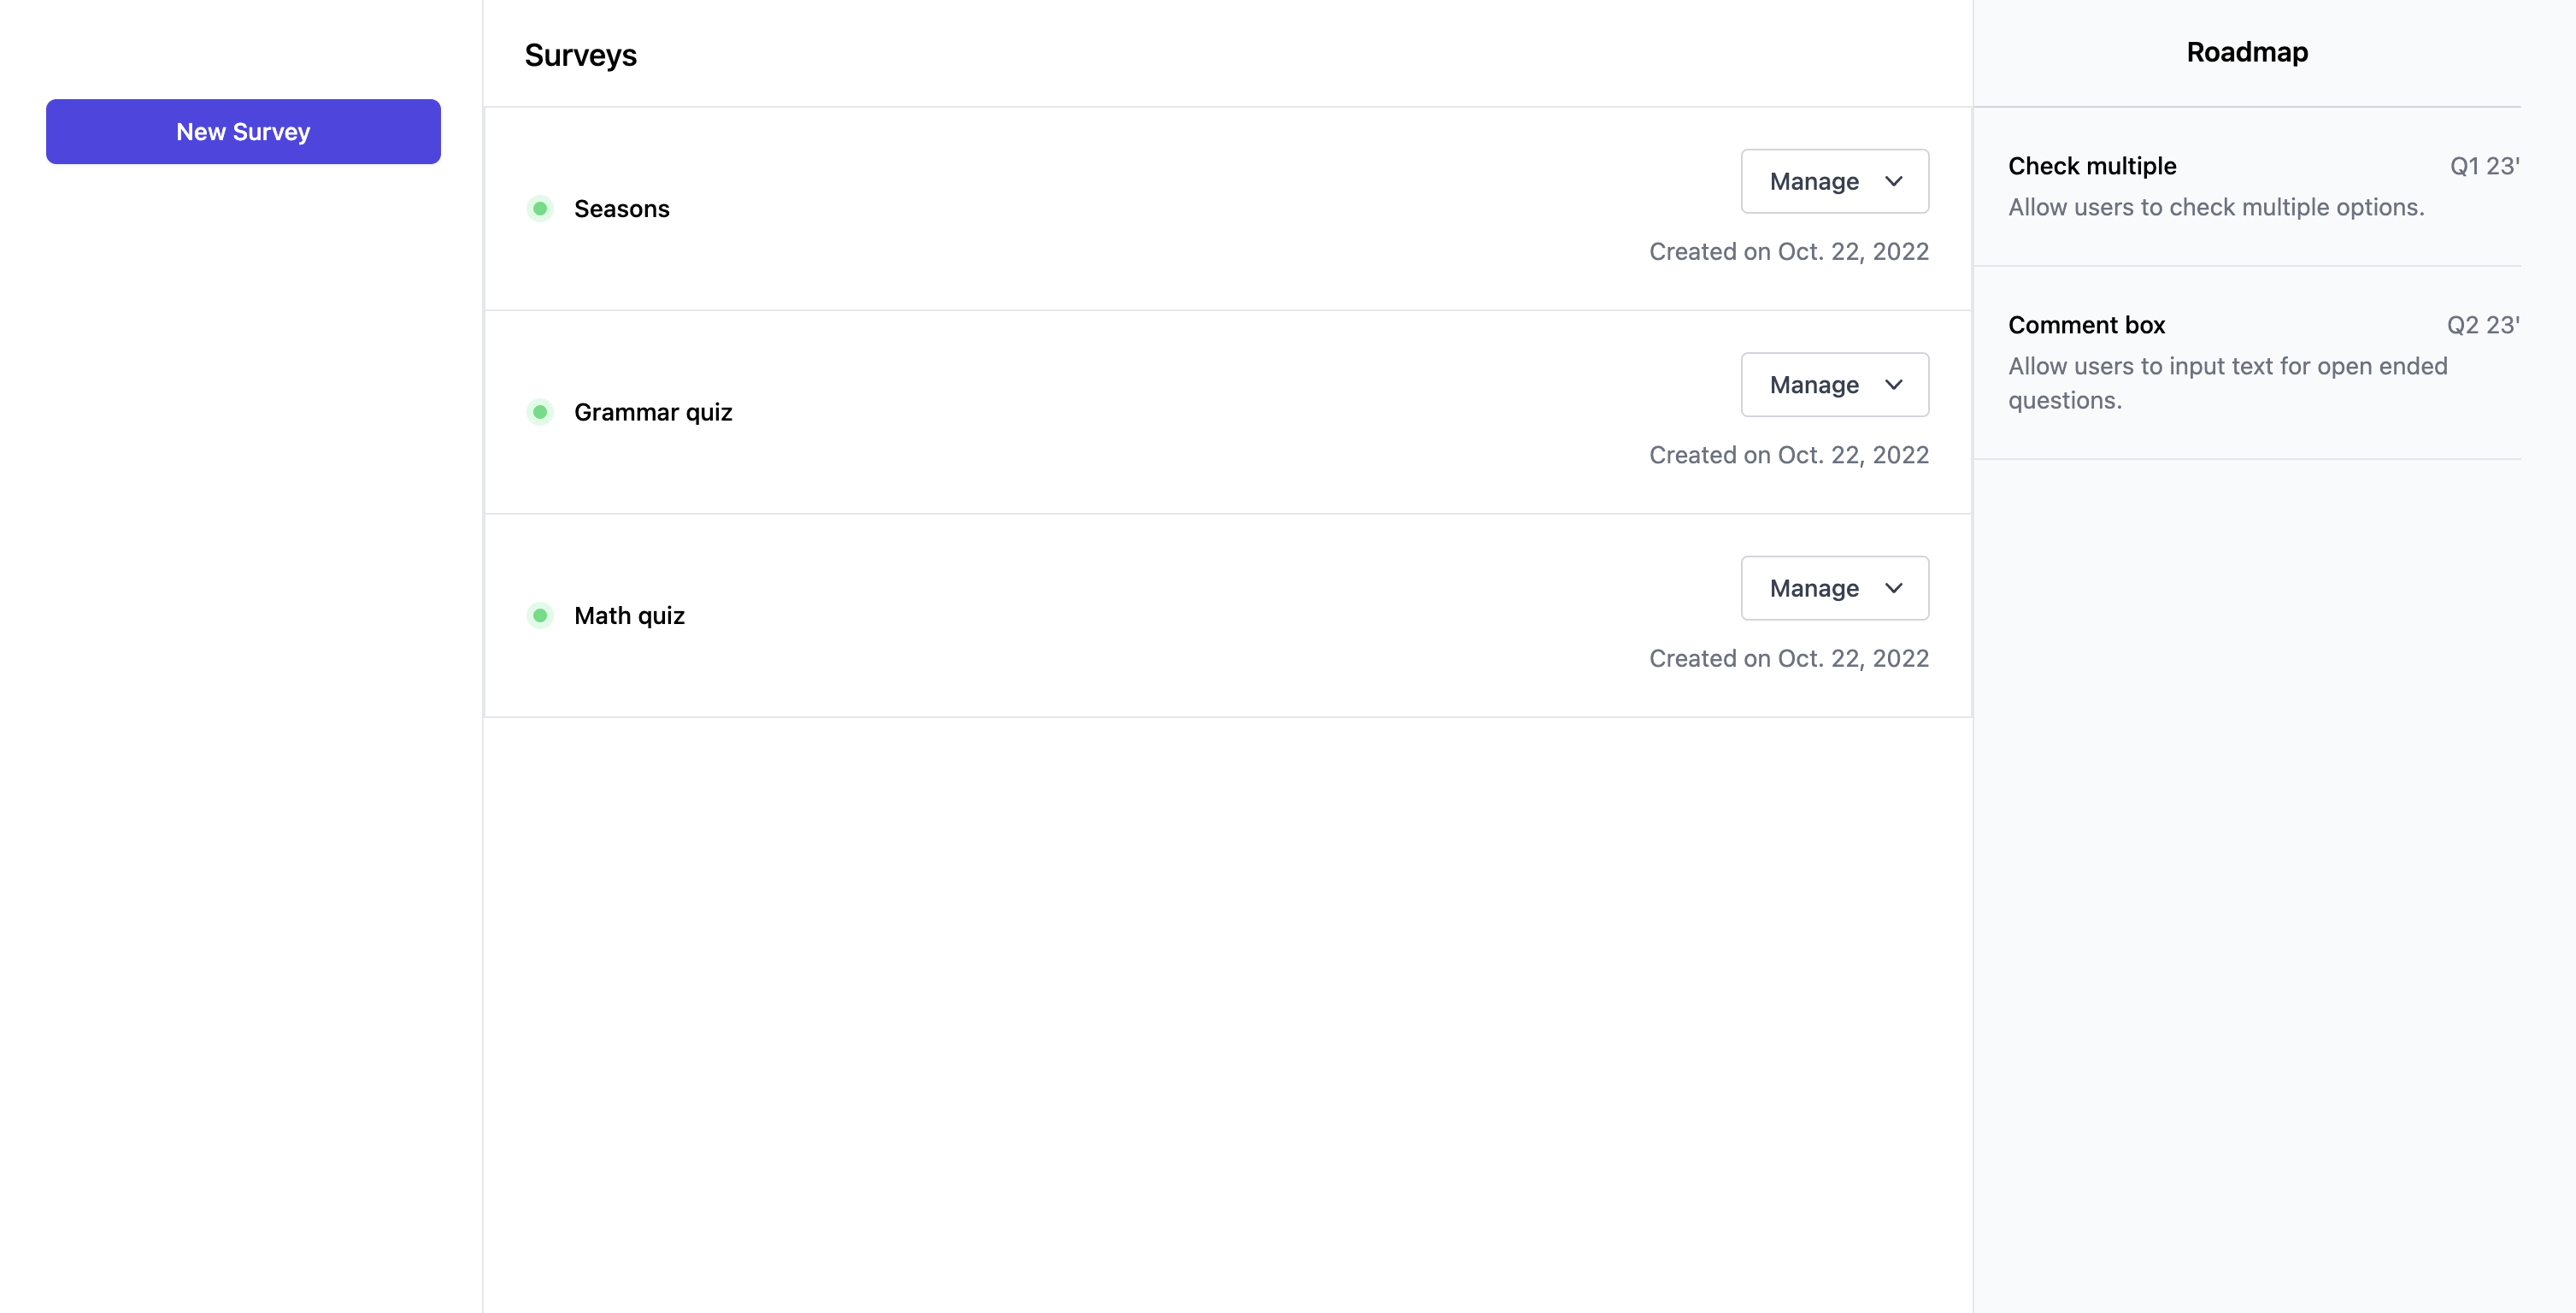 New Survey
Surveys
Seasons
Manage
Created on Oct. 22, 2022
Grammar quiz
Manage
Created on Oct. 22, 2022
Math quiz
Manage
Created on Oct. 22, 2022
Roadmap
Check multiple Q1 23'
Allow users to check multiple options.
Comment box Q2 23'
Allow users to input text for open ended
questions.